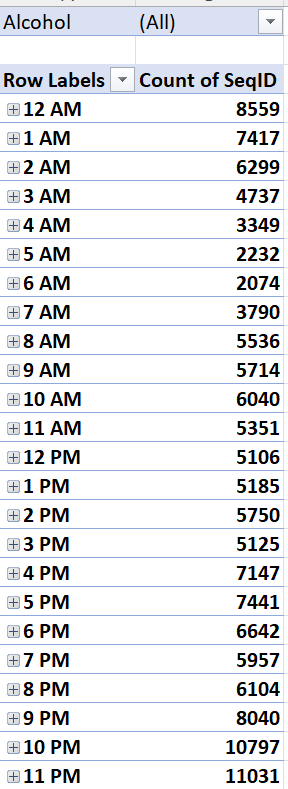 Alcohol (All)
Row Labels Count of SeqID
12 AM 8559
1 AM 7417
2 AM 6299
3 AM 4737
4 AM 3349
5 AM 2232
6 AM 2074
7 AM 3790
8 AM 5536
9 AM 5714
10 AM 6040
11 AM 5351
12 PM 5106
1 PM 5185
2 PM 5750
3 PM 5125
4 PM 7147
5 PM 7441
6 PM 6642
7 PM 5957
8 PM 6104
9 PM 8040
10 PM 10797
11 PM 11031